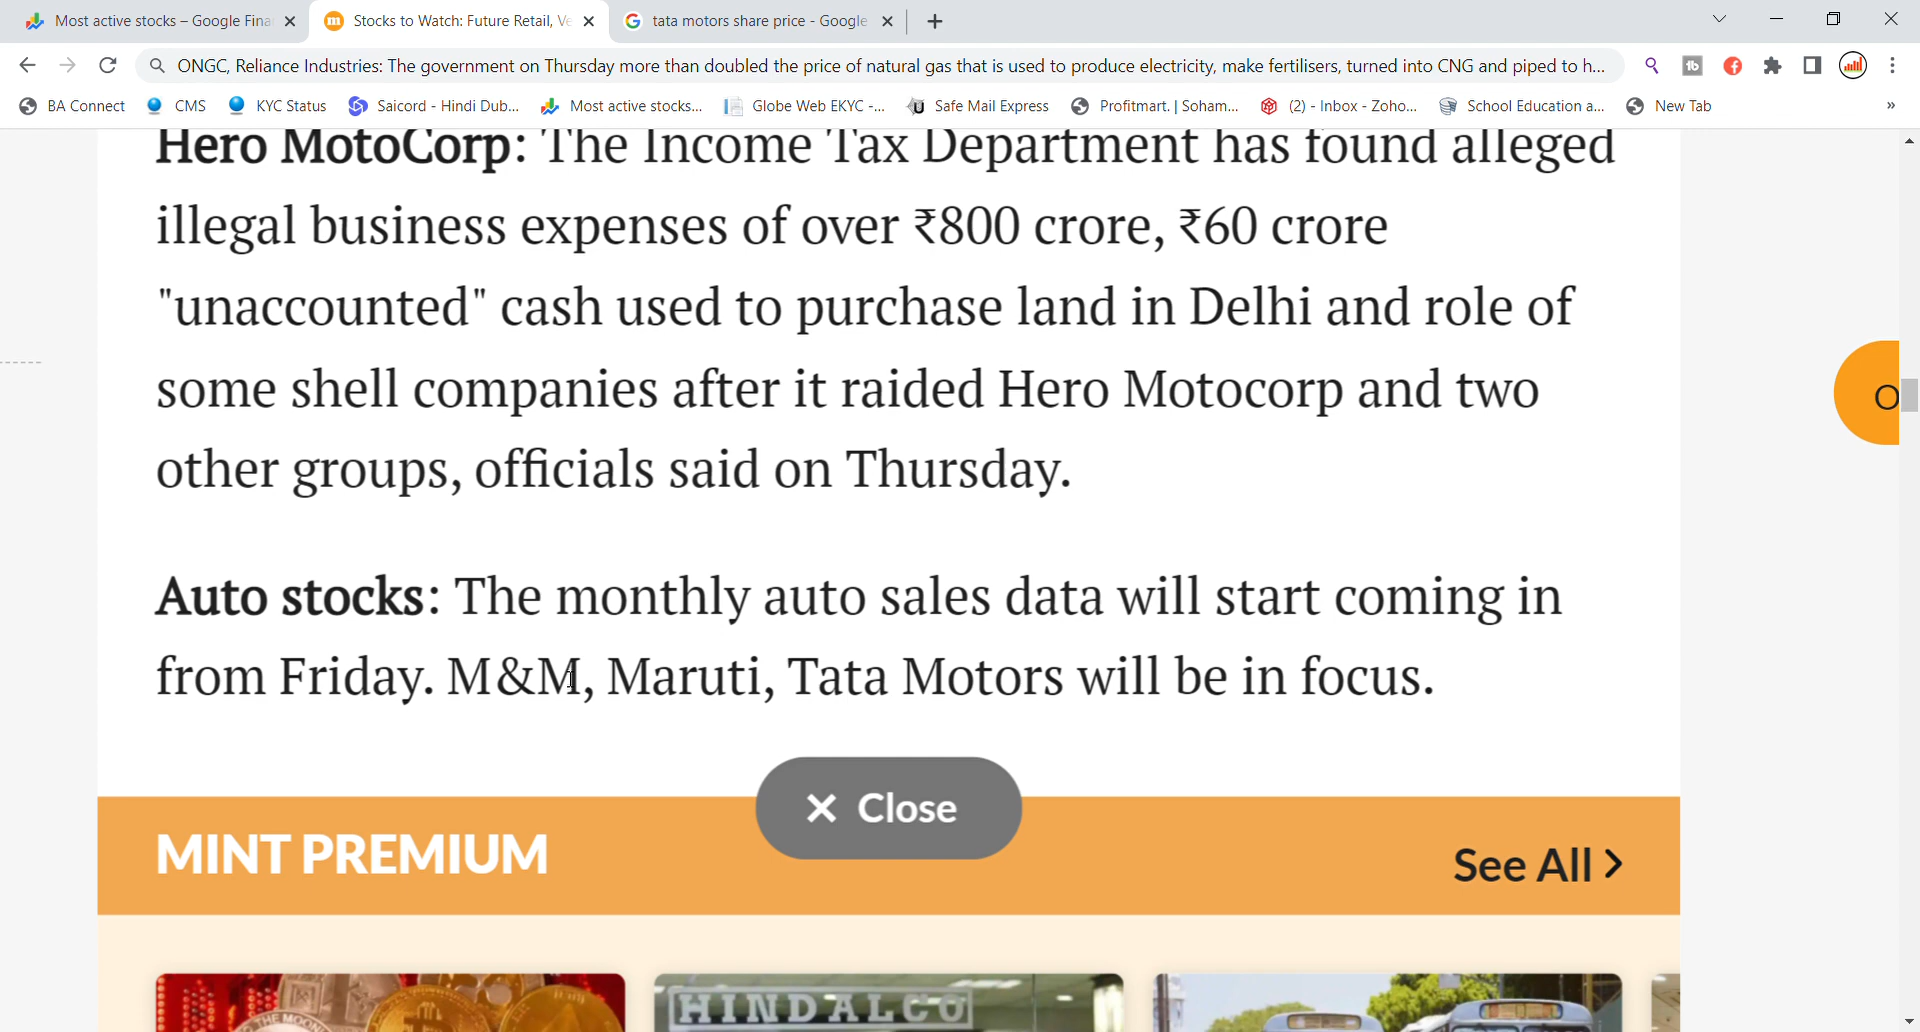 Most active stocks – Google Fina
Stocks to Watch: Future Retail, Ve
tata motors share price - Google
ONGC, Reliance Industries: The government on Thursday more than doubled the price of natural gas that is used to produce electricity, make fertilisers, turned into CNG and piped to h...
BA Connect
CMS
KYC Status
Saicord - Hindi Dub...
Most active stocks...
Globe Web EKYC -...
Safe Mail Express
Profitmart. | Soham...
(2) - Inbox - Zoho...
School Education a...
New Tab
»
Hero MotoCorp: The Income Tax Department has found alleged
illegal business expenses of over ₹800 crore, ₹60 crore
"unaccounted" cash used to purchase land in Delhi and role of
some shell companies after it raided Hero Motocorp and two
other groups, officials said on Thursday.
O
Auto stocks: The monthly auto sales data will start coming in
from Friday. M&M, Maruti, Tata Motors will be in focus.
× Close
MINT PREMIUM
See All >
HINDALCO